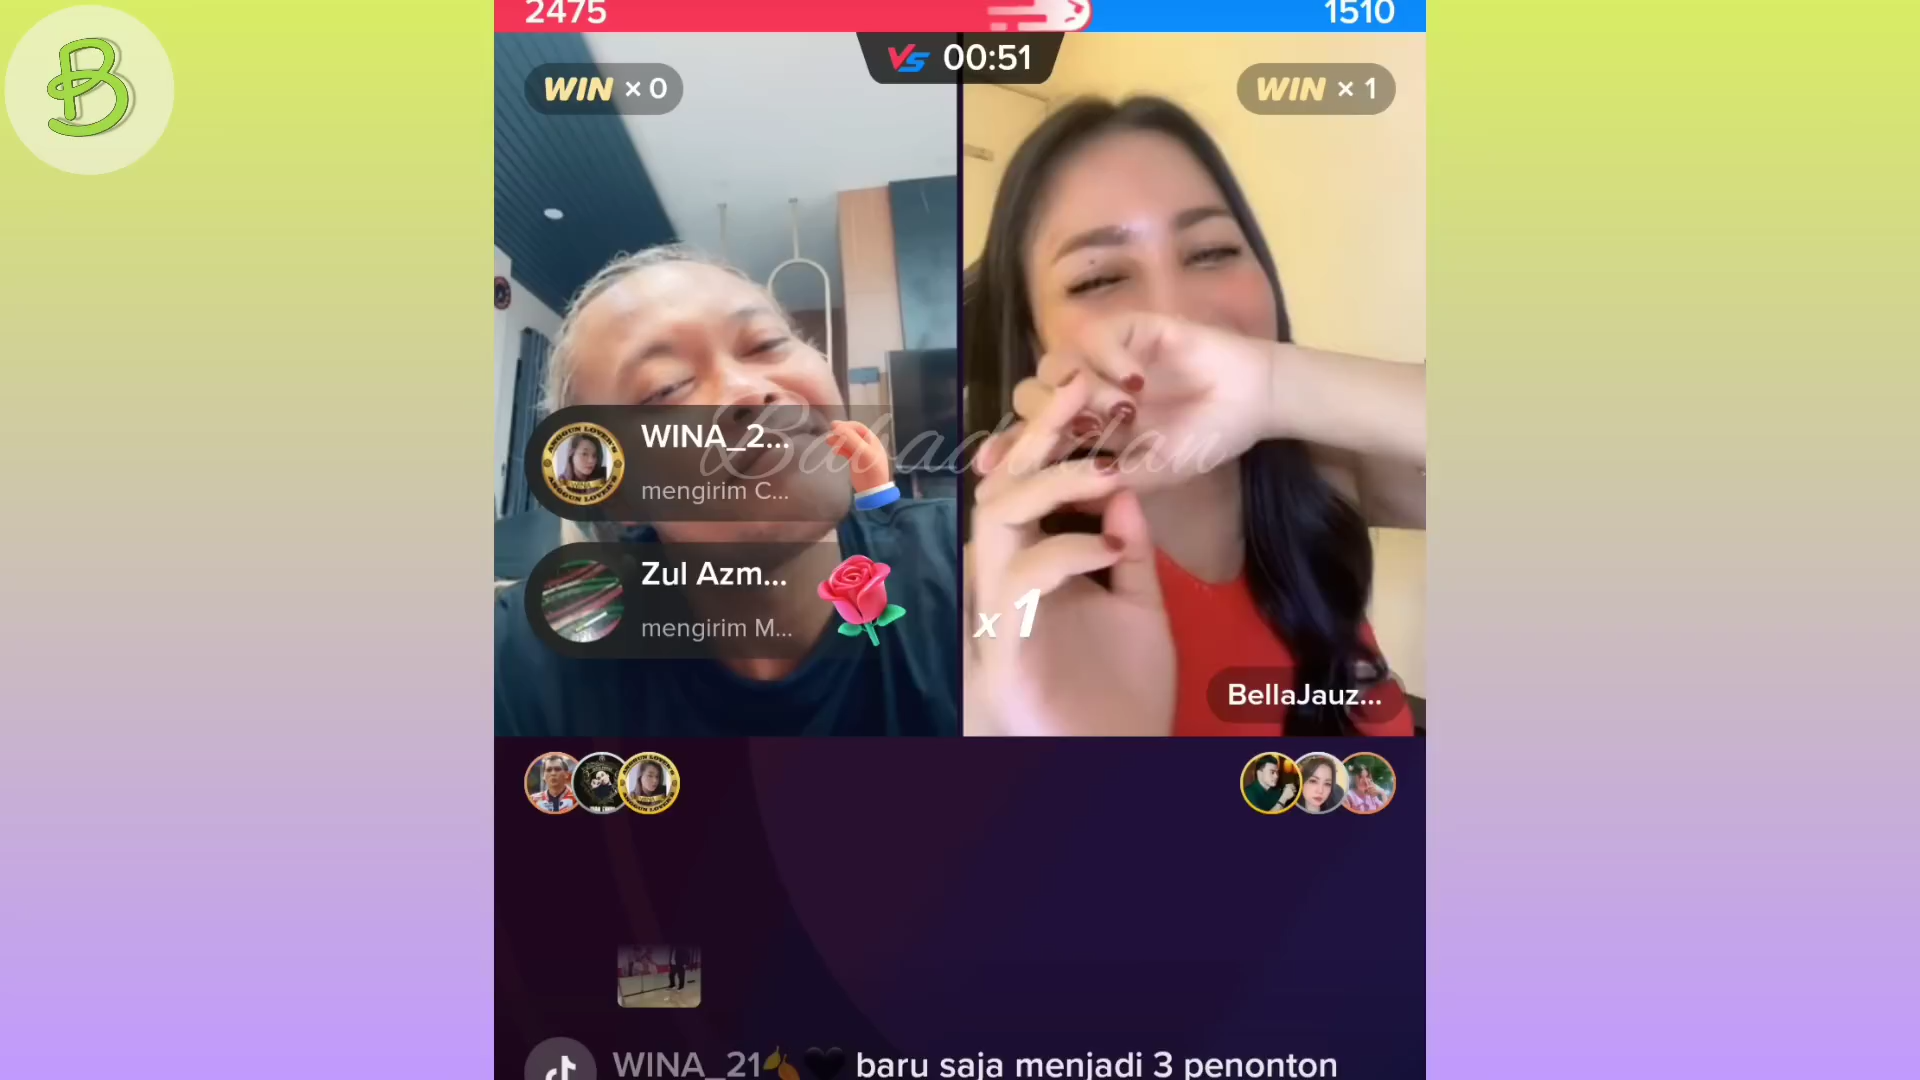 B
2475
1510
VS 00:51
WIN × 0
WIN × 1
WINA_2...
mengirim C...
Babadudan
Zul Azm...
mengirim M...
x 1
BellaJauz...
WINA_21 baru saja menjadi 3 penonton